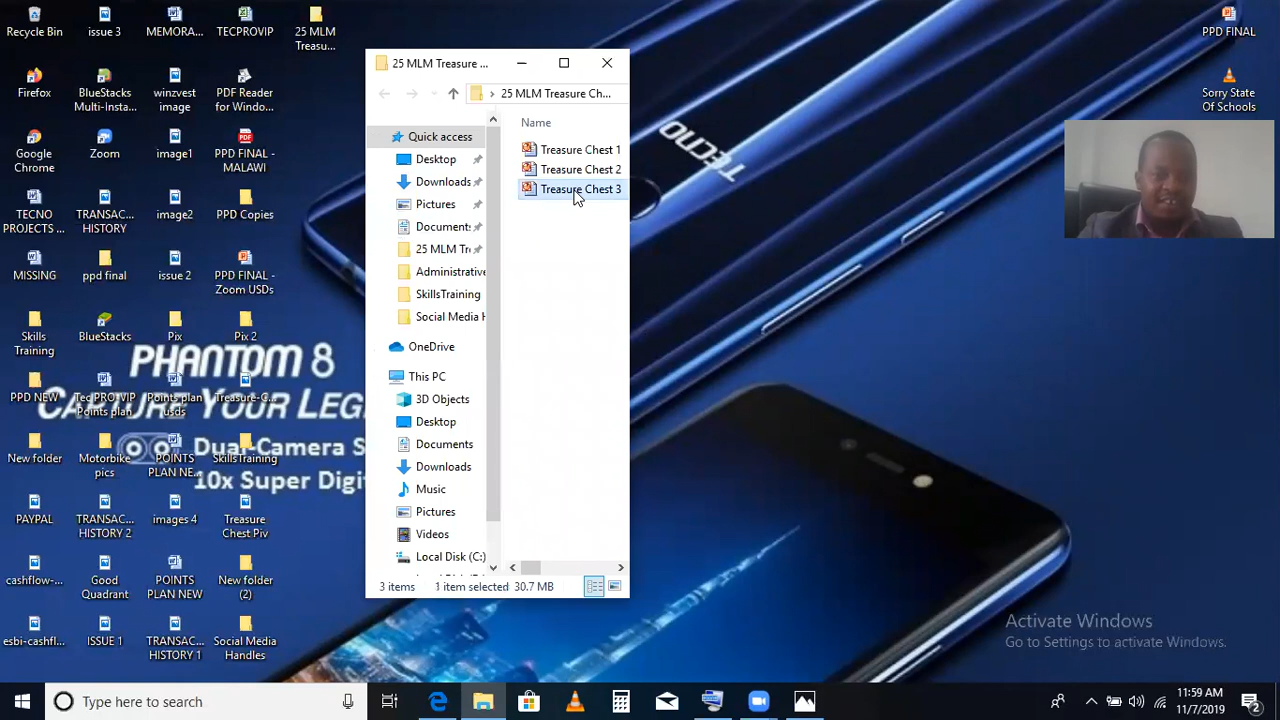 Recycle Bin
issue 3
MEMORA...
TECPROVIP
25 MLM
Treasu...
Firefox
BlueStacks
Multi-Insta...
winzvest
image
PDF Reader
for Windo...
Google
Chrome
Zoom
image1
PPD FINAL -
MALAWI
TECNO
PROJECTS ...
TRANSAC...
HISTORY
image2
PPD Copies
MISSING
ppd final
issue 2
PPD FINAL -
Zoom USDs
Skills
Training
BlueStacks
Pix
Pix 2
PPD NEW
Tec PRO VIP
Points plan
Points plan
usds
Treasure-C...
New folder
Motorbike
pics
POINTS
PLAN NE...
SkillsTraining
PAYPAL
TRANSAC...
HISTORY 2
images 4
Treasure
Chest Piv
cashflow-...
Good
Quadrant
POINTS
PLAN NEW
New folder
(2)
esbi-cashfl...
ISSUE 1
TRANSAC...
HISTORY 1
Social Media
Handles
PHANTOM 8
CAPTURE YOUR LEG
Dual-Camera S
10x Super Digit
25 MLM Treasure ...
25 MLM Treasure Ch...
Name
Quick access
Desktop
Downloads
Pictures
Documents
25 MLM Tre
Administrative
SkillsTraining
Social Media H
OneDrive
This PC
3D Objects
Desktop
Documents
Downloads
Music
Pictures
Videos
Local Disk (C:)
Treasure Chest 1
Treasure Chest 2
Treasure Chest 3
3 items
1 item selected
30.7 MB
TECNO
PPD FINAL
Sorry State
Of Schools
Activate Windows
Go to Settings to activate Windows.
Type here to search
11:59 AM
11/7/2019
2